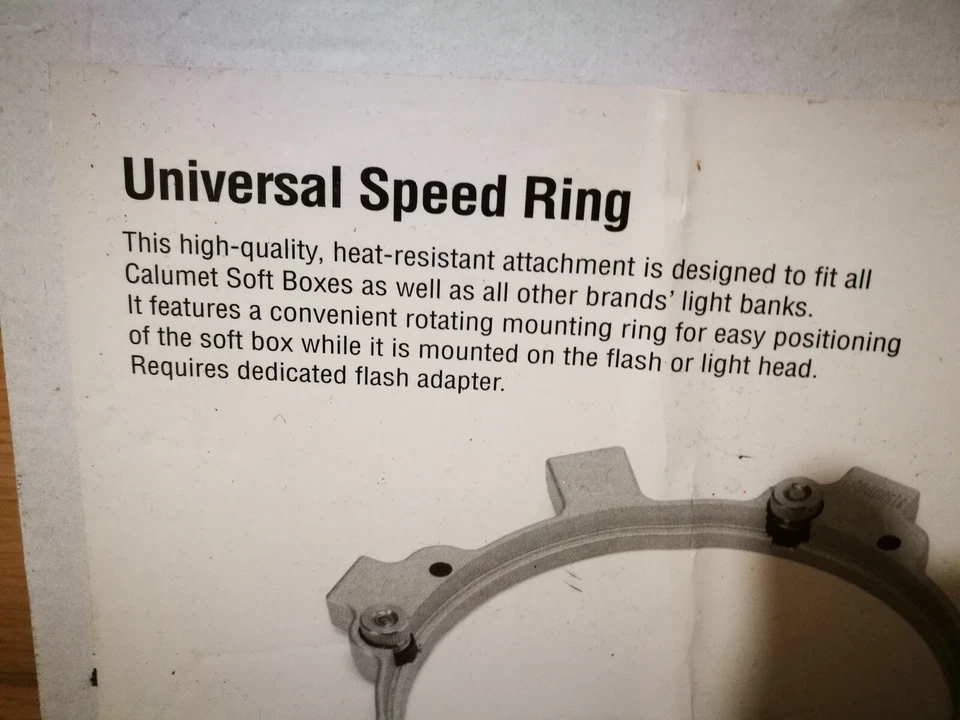 Universal Speed Ring
This high-quality, heat-resistant attachment is designed to fit all
Calumet Soft Boxes as well as all other brands' light banks.
It features a convenient rotating mounting ring for easy positioning
of the soft box while it is mounted on the flash or light head.
Requires dedicated flash adapter.